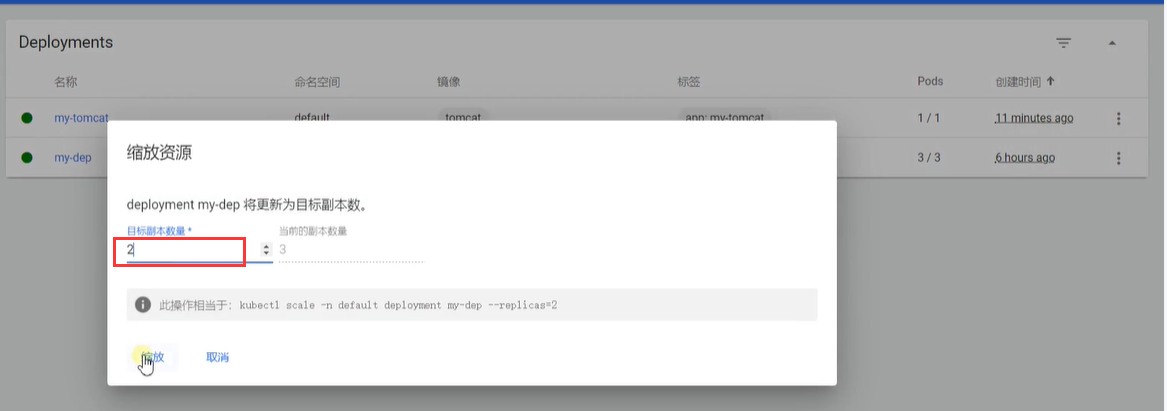 Deployments
名称 命名空间 镜像 标签 Pods 创建时间
my-tomcat default tomcat app: my-tomcat 1 / 1 11 minutes ago
my-dep 3 / 3 6 hours ago
缩放资源
deployment my-dep 将更新为目标副本数。
目标副本数量 * 当前的副本数量
2 3
此操作相当于: kubectl scale -n default deployment my-dep --replicas=2
缩放 取消